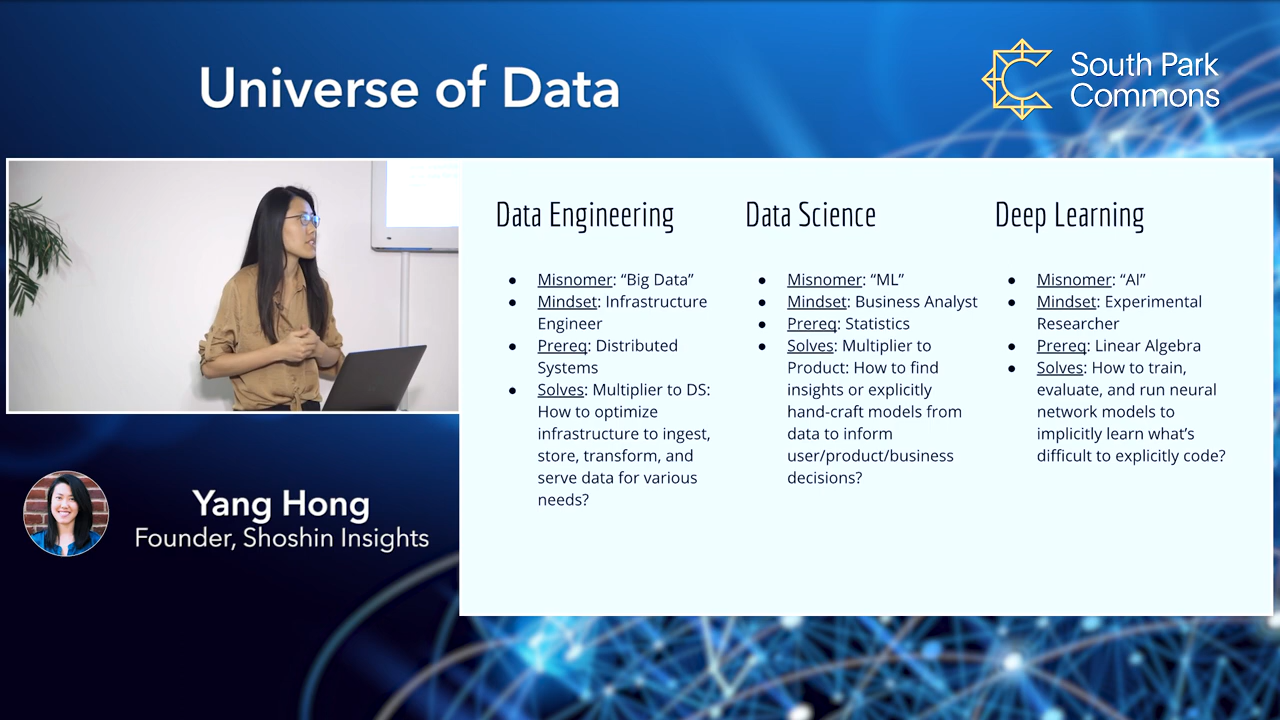 Universe of Data
South Park
Commons
Data Engineering
● Misnomer: “Big Data”
● Mindset: Infrastructure
Engineer
● Prereq: Distributed
Systems
● Solves: Multiplier to DS:
How to optimize
infrastructure to ingest,
store, transform, and
serve data for various
needs?
Data Science
● Misnomer: “ML”
● Mindset: Business Analyst
● Prereq: Statistics
● Solves: Multiplier to
Product: How to find
insights or explicitly
hand-craft models from
data to inform
user/product/business
decisions?
Deep Learning
● Misnomer: “AI”
● Mindset: Experimental
Researcher
● Prereq: Linear Algebra
● Solves: How to train,
evaluate, and run neural
network models to
implicitly learn what’s
difficult to explicitly code?
Yang Hong
Founder, Shoshin Insights